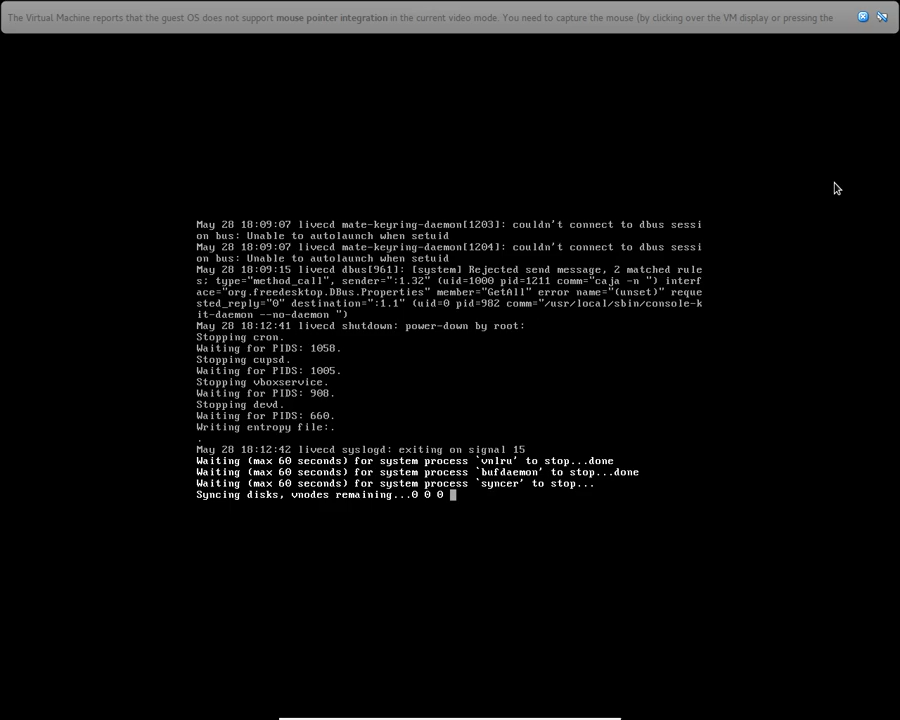 The Virtual Machine reports that the guest OS does not support mouse pointer integration in the current video mode. You need to capture the mouse (by clicking over the VM display or pressing the
May 28 18:09:07 livecd mate-keyring-daemon[1203]: couldn't connect to dbus sessi
on bus: Unable to autolaunch when setuid
May 28 18:09:07 livecd mate-keyring-daemon[1204]: couldn't connect to dbus sessi
on bus: Unable to autolaunch when setuid
May 28 18:09:15 livecd dbus[961]: [system] Rejected send message, 2 matched rule
s; type="method_call", sender=":1.32" (uid=1000 pid=1211 comm="caja -n ") interf
ace="org.freedesktop.DBus.Properties" member="GetAll" error name="(unset)" reque
sted_reply="0" destination=":1.1" (uid=0 pid=982 comm="/usr/local/sbin/console-k
it-daemon --no-daemon ")
May 28 18:12:41 livecd shutdown: power-down by root:
Stopping cron.
Waiting for PIDS: 1058.
Stopping cupsd.
Waiting for PIDS: 1005.
Stopping vboxservice.
Waiting for PIDS: 908.
Stopping devd.
Waiting for PIDS: 660.
Writing entropy file:.
.
May 28 18:12:42 livecd syslogd: exiting on signal 15
Waiting (max 60 seconds) for system process `vnlru' to stop...done
Waiting (max 60 seconds) for system process `bufdaemon' to stop...done
Waiting (max 60 seconds) for system process `syncer' to stop...
Syncing disks, vnodes remaining...0 0 0